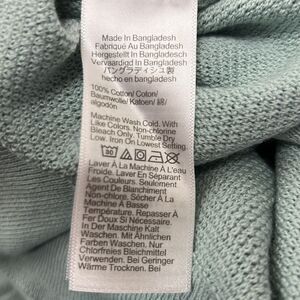 Made In Bangladesh
Fabriqué Au Bangladesh
Hergestellt In Bangladesch
Vervaardigd In Bangladesh
バングラディシュ製
hecho en bangladesh
100% Cotton/ Coton/
Baumwolle/ Katoen/ 綿/
algodón
Machine Wash Cold. With
Like Colors. Non-chlorine
Bleach Only. Tumble Dry
Low. Iron On Lowest Setting.
Laver À La Machine À L'eau
Froide. Laver En Séparant
Les Couleurs. Seulement
Agent De Blanchiment
Non-chlore. Sécher À La
Machine À Basse
Température. Repasser À
Fer Doux Si Nécessaire.
In Der Maschine Kalt
Waschen. Mit Ähnlichen
Farben Waschen. Nur
Chlorfreies Bleichmittel
Verwenden. Bei Geringer
Wärme Trocknen. Bei